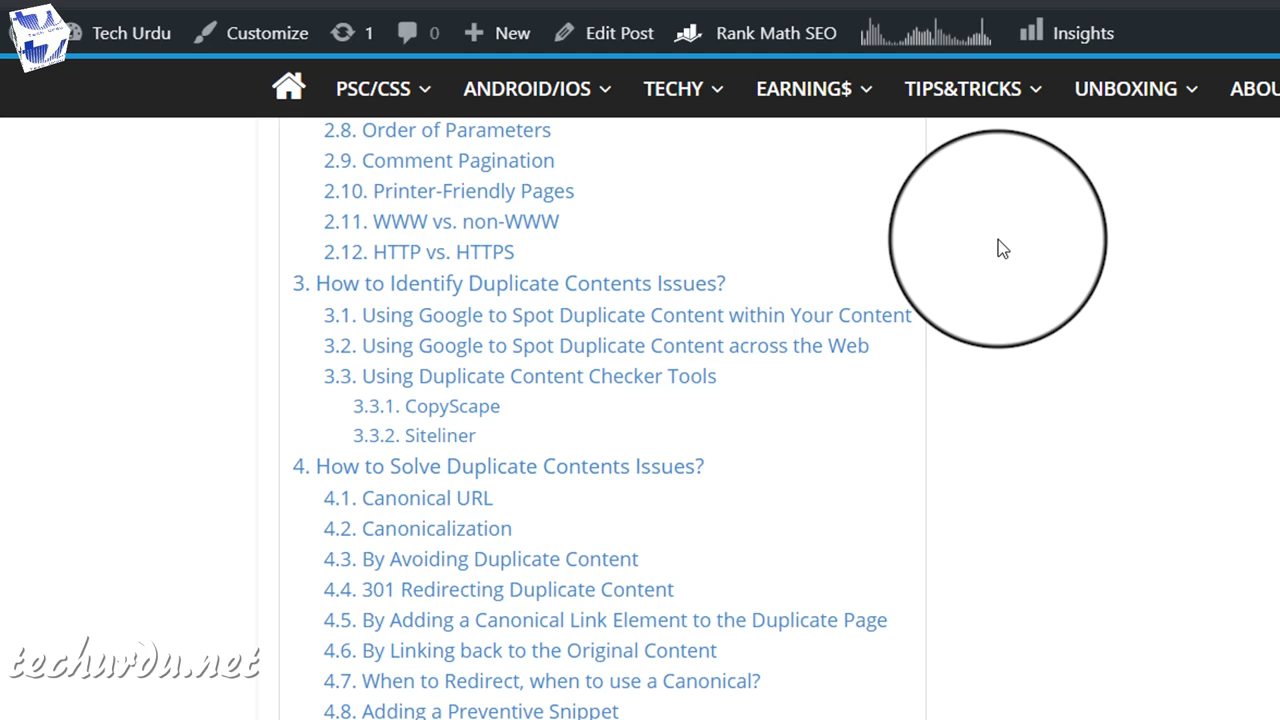 Tech Urdu
Customize
1
0
New
Edit Post
Rank Math SEO
Insights
PSC/CSS
ANDROID/IOS
TECHY
EARNING$
TIPS&TRICKS
UNBOXING
ABOU
2.8. Order of Parameters
2.9. Comment Pagination
2.10. Printer-Friendly Pages
2.11. WWW vs. non-WWW
2.12. HTTP vs. HTTPS
3. How to Identify Duplicate Contents Issues?
3.1. Using Google to Spot Duplicate Content within Your Content
3.2. Using Google to Spot Duplicate Content across the Web
3.3. Using Duplicate Content Checker Tools
3.3.1. CopyScape
3.3.2. Siteliner
4. How to Solve Duplicate Contents Issues?
4.1. Canonical URL
4.2. Canonicalization
4.3. By Avoiding Duplicate Content
4.4. 301 Redirecting Duplicate Content
4.5. By Adding a Canonical Link Element to the Duplicate Page
4.6. By Linking back to the Original Content
4.7. When to Redirect, when to use a Canonical?
4.8. Adding a Preventive Snippet
techurdu.net